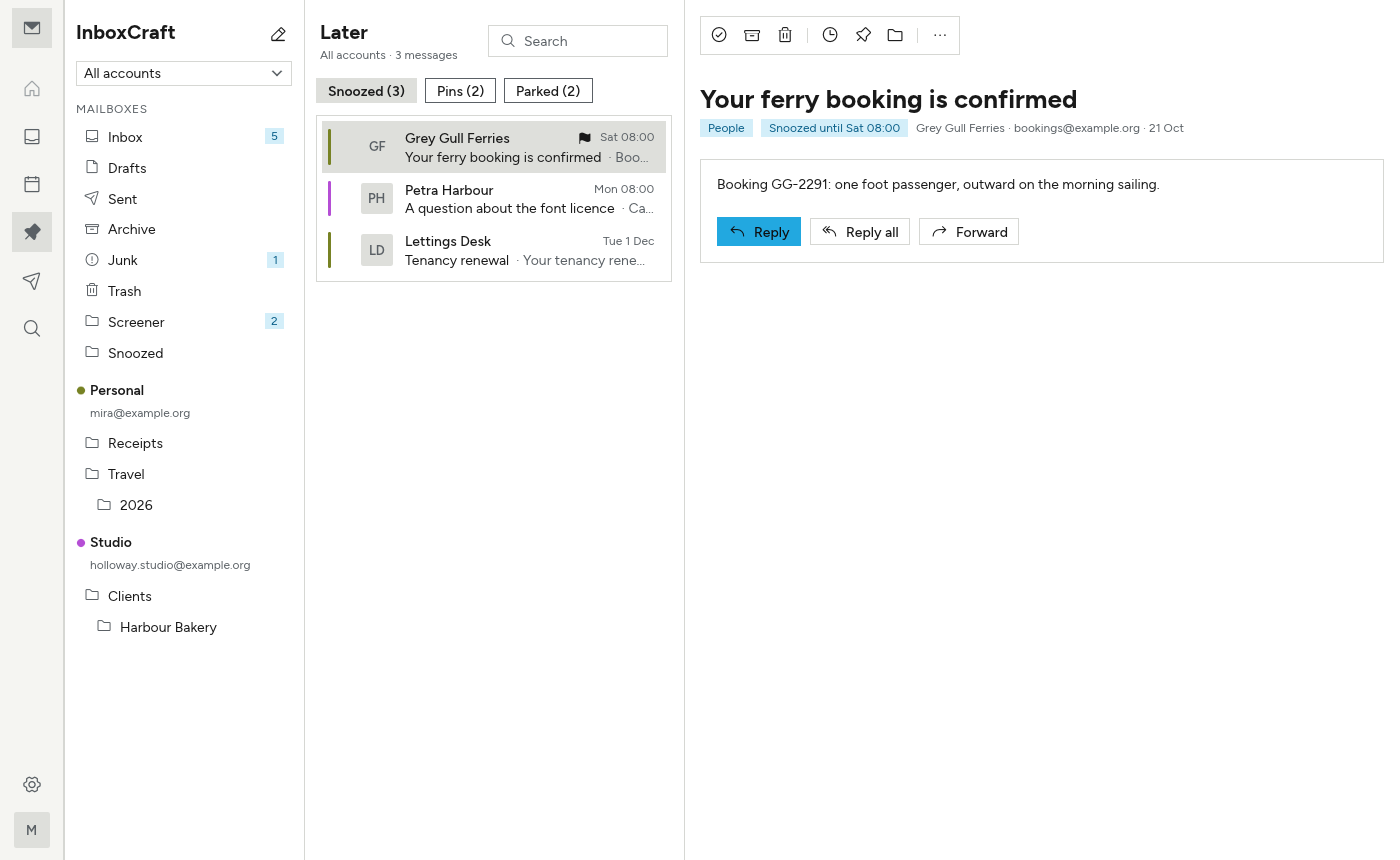 InboxCraft
All accounts
MAILBOXES
Inbox 5
Drafts
Sent
Archive
Junk 1
Trash
Screener 2
Snoozed
Personal
mira@example.org
Receipts
Travel
2026
Studio
holloway.studio@example.org
Clients
Harbour Bakery
M
Later
All accounts · 3 messages
Search
Snoozed (3) Pins (2) Parked (2)
GF Grey Gull Ferries Sat 08:00
Your ferry booking is confirmed · Boo...
PH Petra Harbour Mon 08:00
A question about the font licence · Ca...
LD Lettings Desk Tue 1 Dec
Tenancy renewal · Your tenancy rene...
Your ferry booking is confirmed
People Snoozed until Sat 08:00 Grey Gull Ferries · bookings@example.org · 21 Oct
Booking GG-2291: one foot passenger, outward on the morning sailing.
Reply Reply all Forward